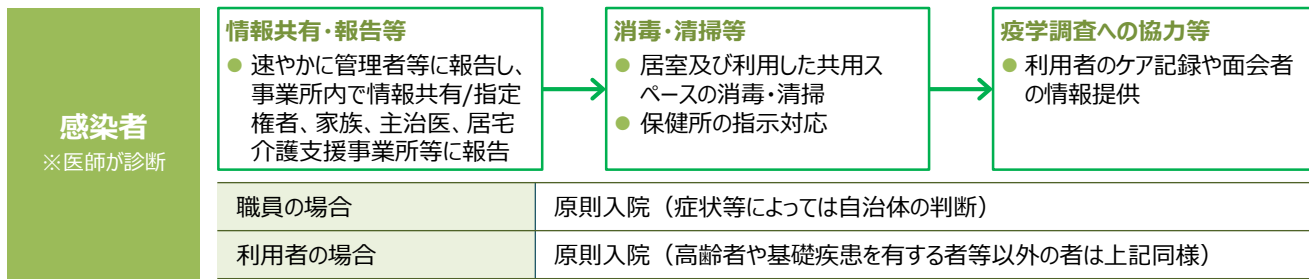 感染者
※医師が診断
情報共有・報告等
● 速やかに管理者等に報告し、
事業所内で情報共有/指定
権者、家族、主治医、居宅
介護支援事業所等に報告
消毒・清掃等
● 居室及び利用した共用ス
ペースの消毒・清掃
● 保健所の指示対応
疫学調査への協力等
● 利用者のケア記録や面会者
の情報提供
職員の場合
原則入院（症状等によっては自治体の判断）
利用者の場合
原則入院（高齢者や基礎疾患を有する者等以外の者は上記同様）